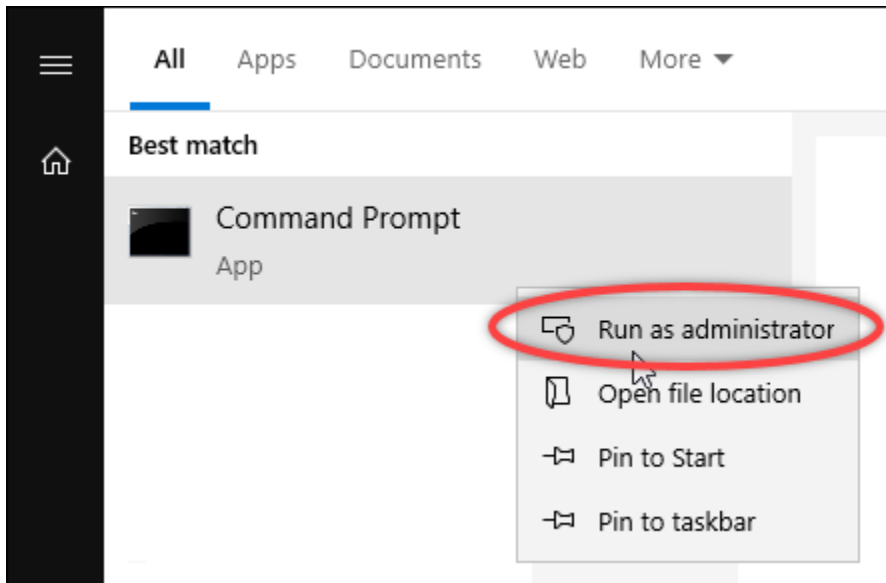 All Apps Documents Web More
Best match
Command Prompt
App
Run as administrator
Open file location
Pin to Start
Pin to taskbar